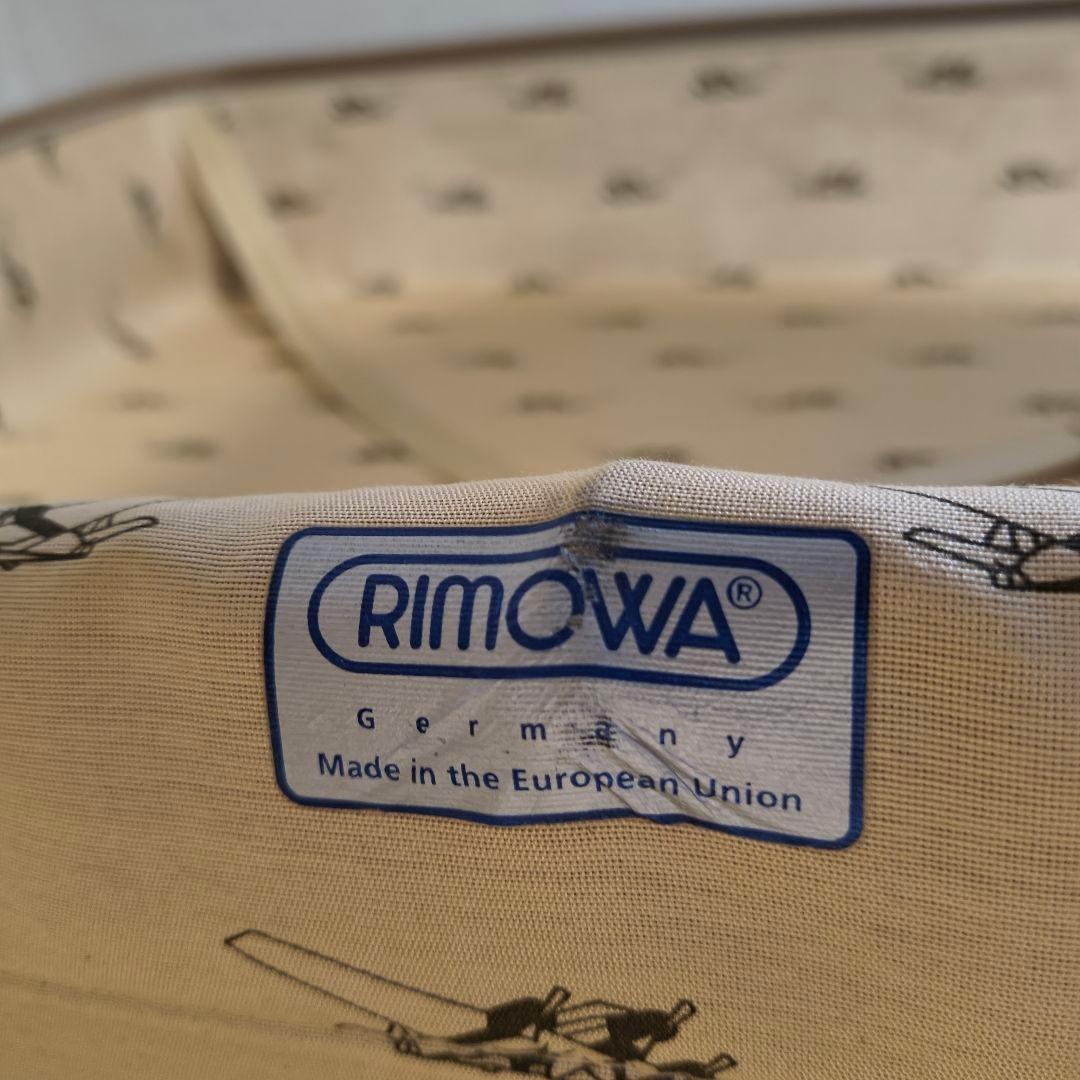 RIMOWA®
Germany
Made in the European Union